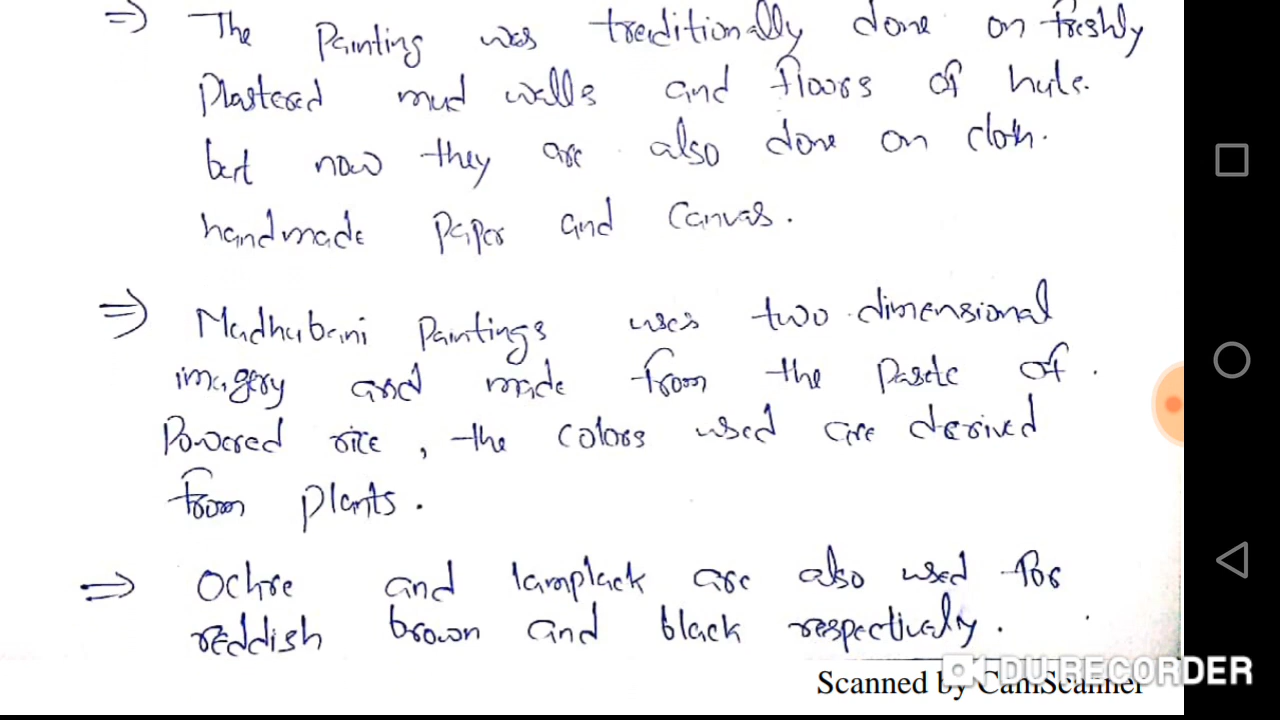 ⇒ The Painting was traditionally done on freshly
Plastered mud walls and floors of huts.
but now they are also done on cloth.
handmade Paper and Canvas.
⇒ Madhubani Paintings uses two-dimensional
imagery and made from the Paste of
Powered rice, the colors used are derived
from plants.
⇒ Ochre and lamplack are also used for
reddish brown and black respectively.
DU RECORDER
Scanned by CamScanner